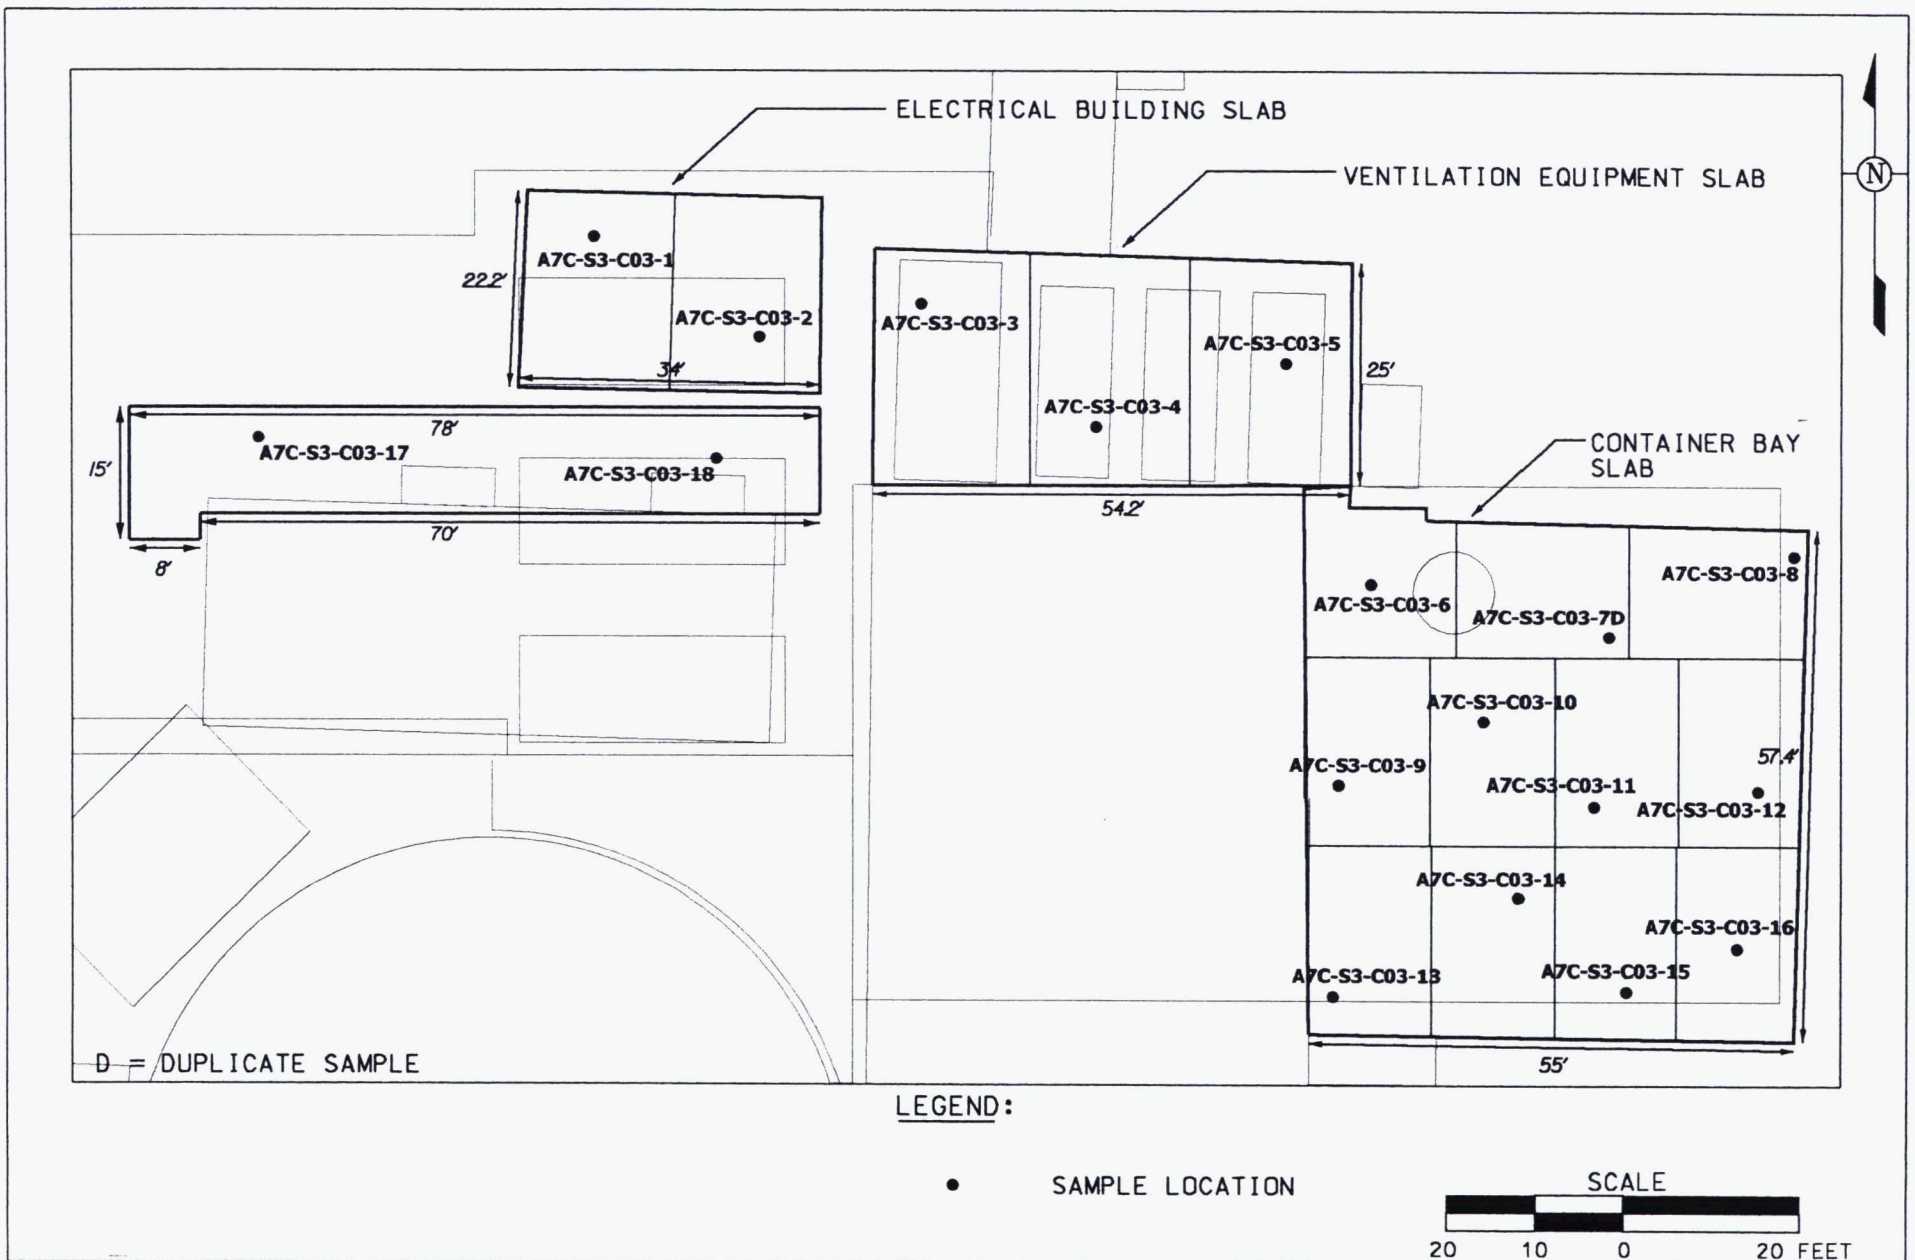 ELECTRICAL BUILDING SLAB
VENTILATION EQUIPMENT SLAB
N
A7C-S3-C03-1
22.2'
A7C-S3-C03-2
34'
A7C-S3-C03-3
A7C-S3-C03-5
25'
A7C-S3-C03-4
78'
A7C-S3-C03-17
15'
A7C-S3-C03-18
70'
8'
54.2'
CONTAINER BAY
SLAB
A7C-S3-C03-8
A7C-S3-C03-6
A7C-S3-C03-7D
A7C-S3-C03-10
57.4'
A7C-S3-C03-9
A7C-S3-C03-11
A7C-S3-C03-12
A7C-S3-C03-14
A7C-S3-C03-16
A7C-S3-C03-13
A7C-S3-C03-15
55'
D = DUPLICATE SAMPLE
LEGEND:
SAMPLE LOCATION
SCALE
20 10 0 20 FEET